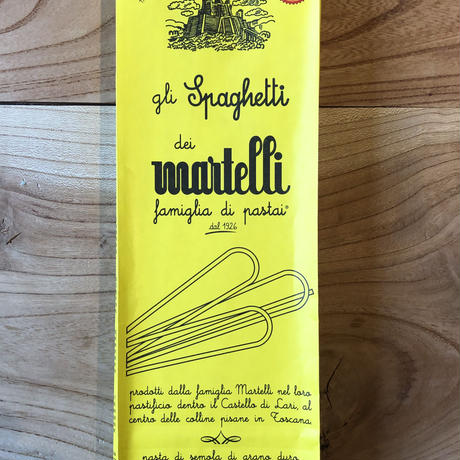 gli Spaghetti
dei
martelli
famiglia di pastai®
dal 1926
prodotti dalla famiglia Martelli nel loro
pastificio dentro il Castello di Lari, al
centro delle colline pisane in Toscana
pasta di semola di grano duro